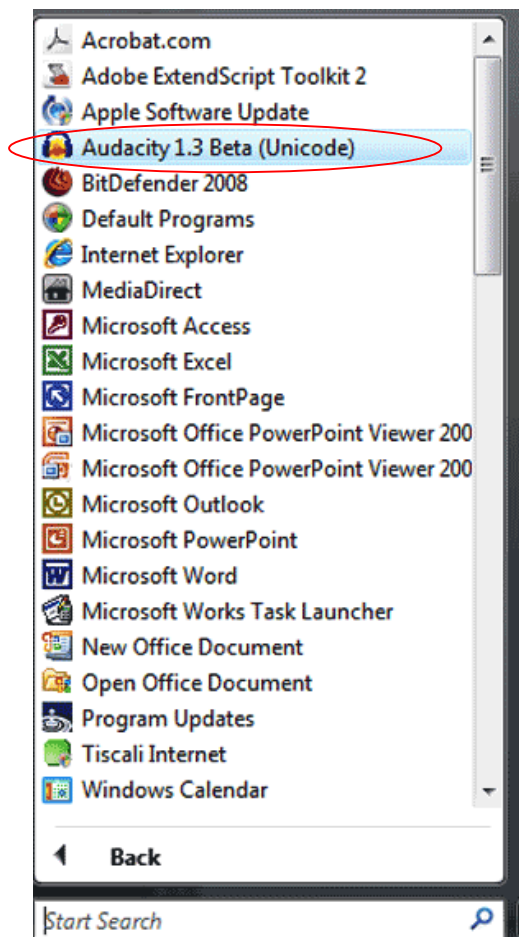 Acrobat.com
Adobe ExtendScript Toolkit 2
Apple Software Update
Audacity 1.3 Beta (Unicode)
BitDefender 2008
Default Programs
Internet Explorer
MediaDirect
Microsoft Access
Microsoft Excel
Microsoft FrontPage
Microsoft Office PowerPoint Viewer 200
Microsoft Office PowerPoint Viewer 200
Microsoft Outlook
Microsoft PowerPoint
Microsoft Word
Microsoft Works Task Launcher
New Office Document
Open Office Document
Program Updates
Tiscali Internet
Windows Calendar
Back
Start Search